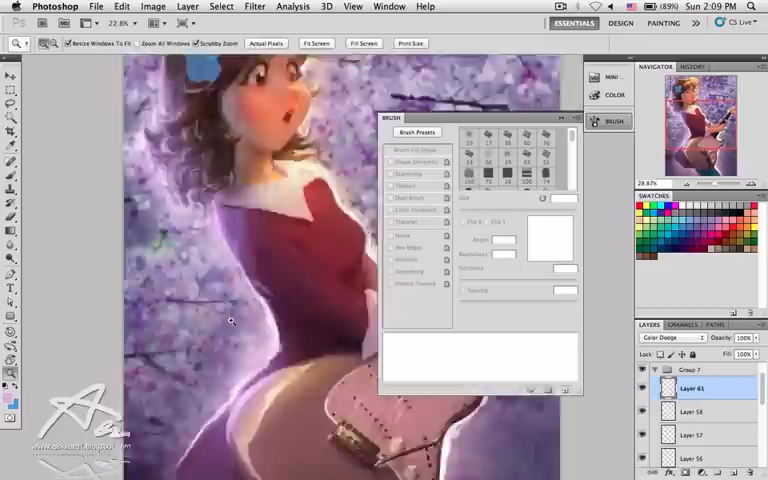 Photoshop File Edit Image Layer Select Filter Analysis 3D View Window Help (89%) Sun 2:09 PM
Ps Br Mb 22.8% ESSENTIALS DESIGN PAINTING CS Live
Resize Windows To Fit Zoom All Windows Scrubby Zoom Actual Pixels Fit Screen Fill Screen Print Size
MINI ...
COLOR
BRUSH
NAVIGATOR HISTORY
28.87%
SWATCHES
BRUSH
Brush Presets
Brush Tip Shape
Shape Dynamics
Scattering
Texture
Dual Brush
Color Dynamics
Transfer
Noise
Wet Edges
Airbrush
Smoothing
Protect Texture
Size
Flip X Flip Y
Angle:
Roundness:
Hardness
Spacing
LAYERS CHANNELS PATHS
Color Dodge Opacity: 100%
Lock: Fill: 100%
Group 7
Layer 61
Layer 58
Layer 57
Layer 56